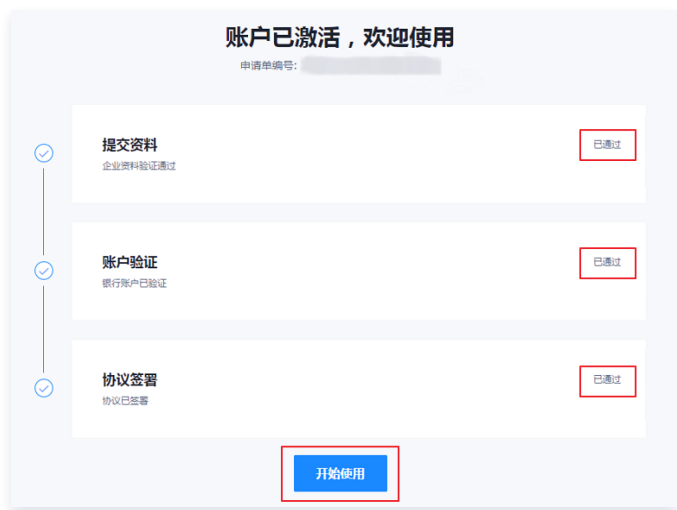 账户已激活，欢迎使用
申请单编号：
提交资料
已通过
企业资料验证通过
账户验证
已通过
银行账户已验证
协议签署
已通过
协议已签署
开始使用